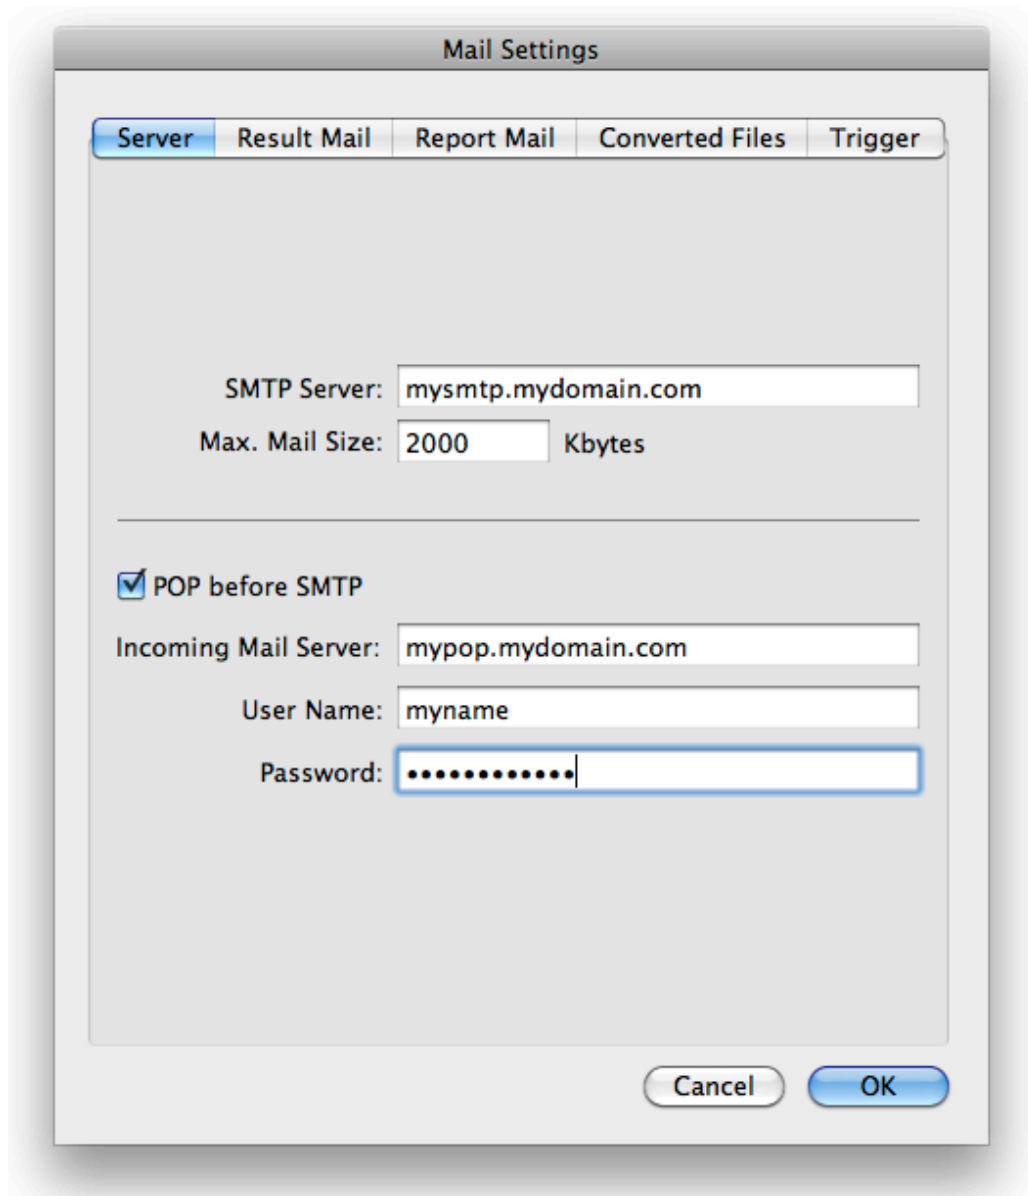 Mail Settings
Server Result Mail Report Mail Converted Files Trigger
SMTP Server: mysmtp.mydomain.com
Max. Mail Size: 2000 Kbytes
POP before SMTP
Incoming Mail Server: mypop.mydomain.com
User Name: myname
Password: ••••••••••••
Cancel OK